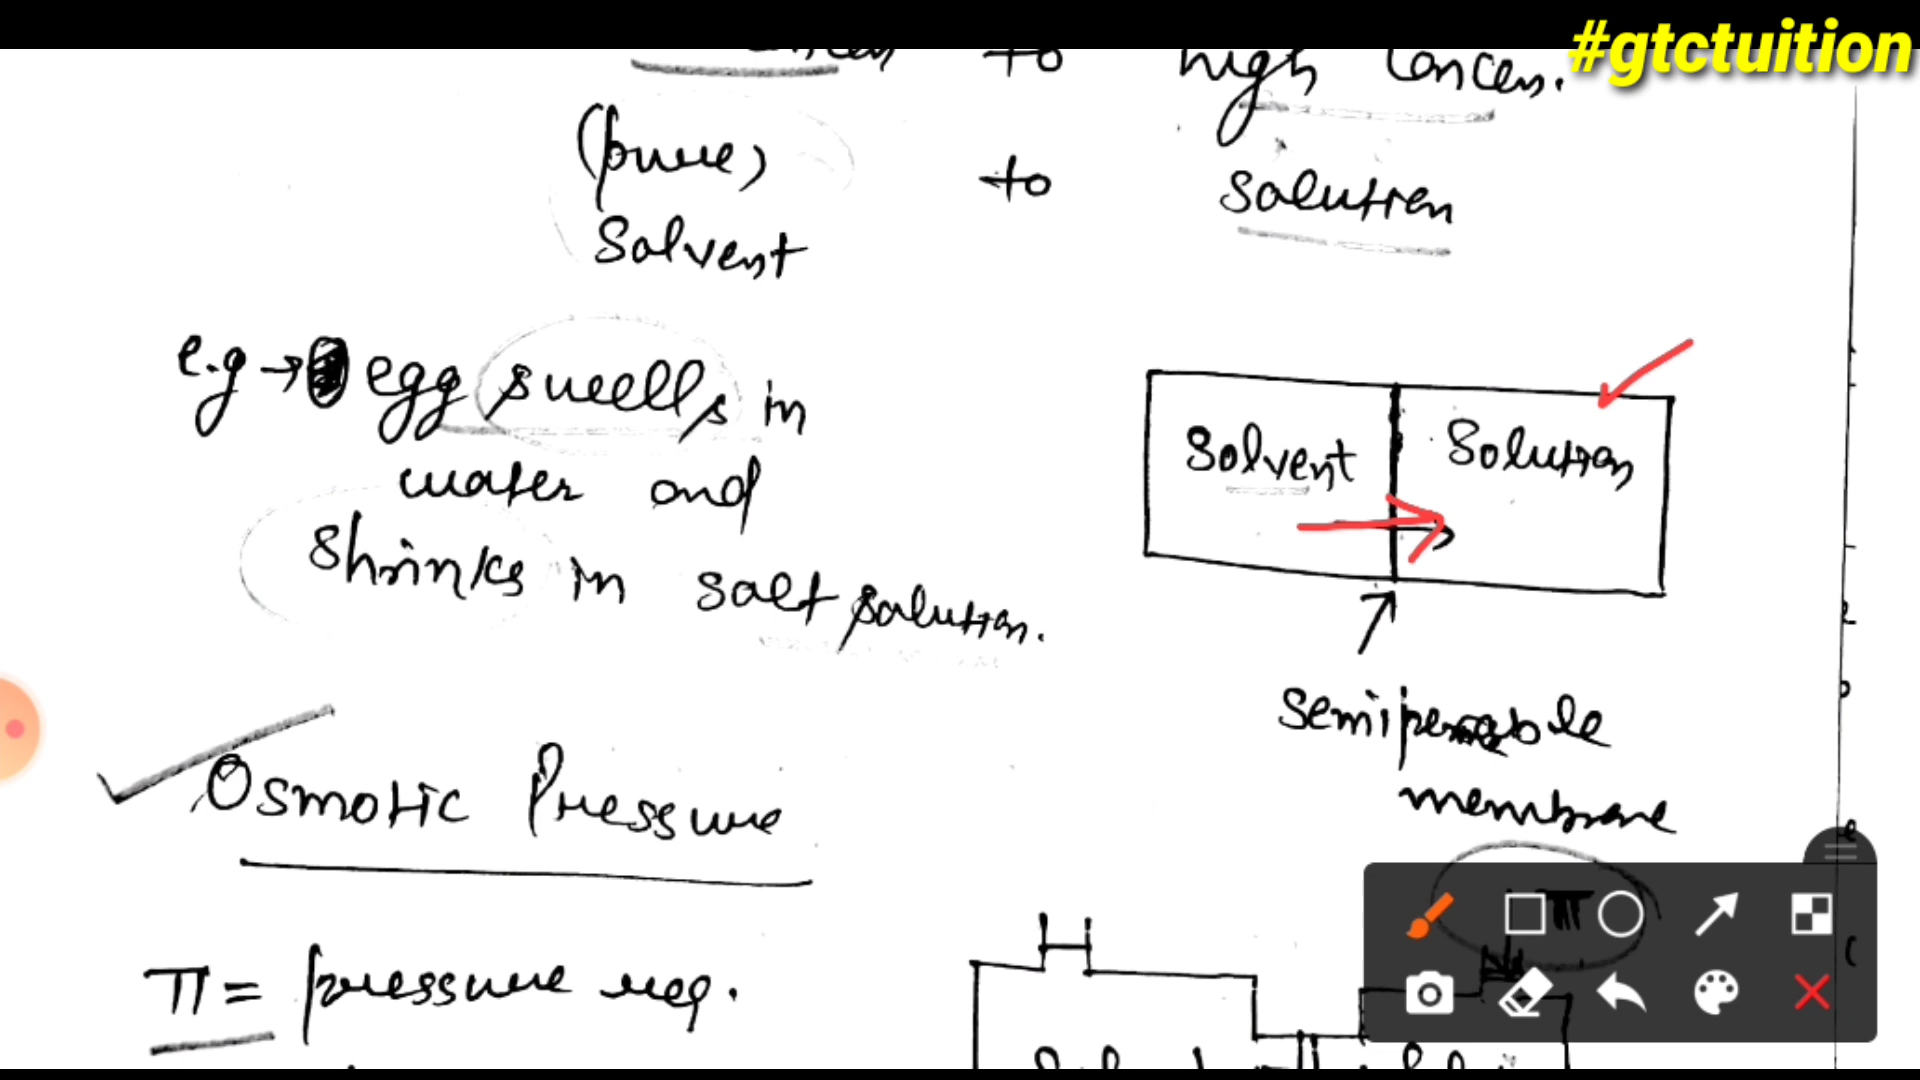 #gtctuition
to high Concen.
(pure) to Solution
Solvent
e.g → egg swells in
water and
Shrinks in salt solution.
Solvent Solution
semipermeable
membrane
Osmotic Pressure
π
π = pressure req.